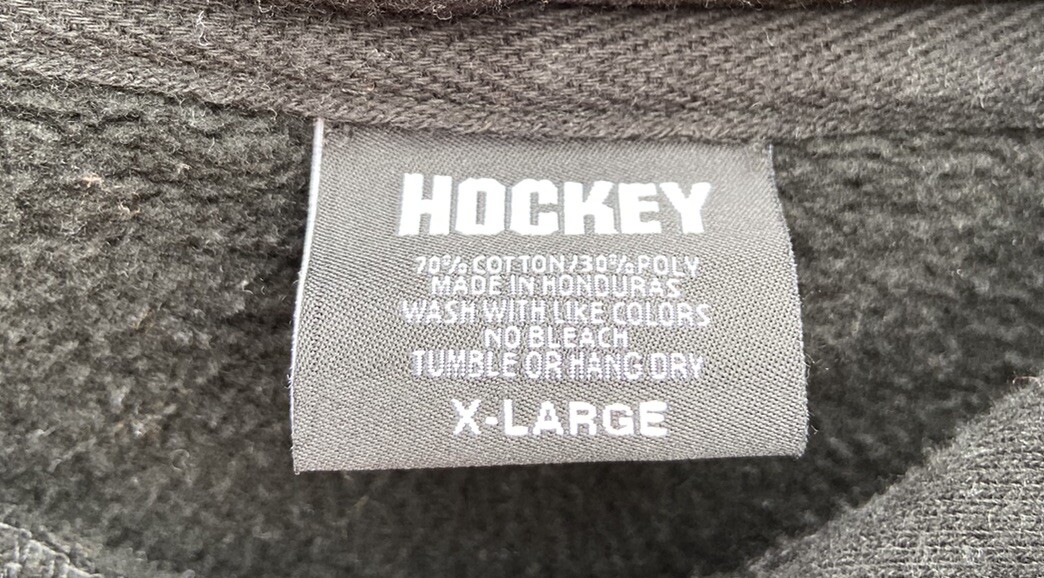 HOCKEY
70% COTTON/30% POLY
MADE IN HONDURAS
WASH WITH LIKE COLORS
NO BLEACH
TUMBLE OR HANG DRY
X-LARGE